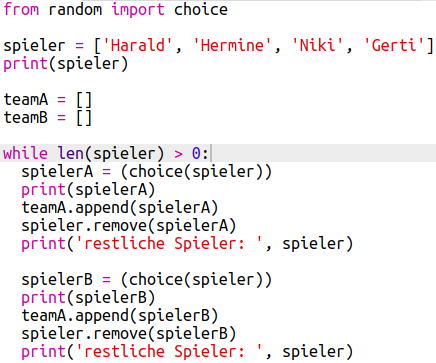 from random import choice
spieler = ['Harald', 'Hermine', 'Niki', 'Gerti']
print(spieler)
teamA = []
teamB = []
while len(spieler) > 0:
spielerA = (choice(spieler))
print(spielerA)
teamA.append(spielerA)
spieler.remove(spielerA)
print('restliche Spieler: ', spieler)
spielerB = (choice(spieler))
print(spielerB)
teamA.append(spielerB)
spieler.remove(spielerB)
print('restliche Spieler: ', spieler)